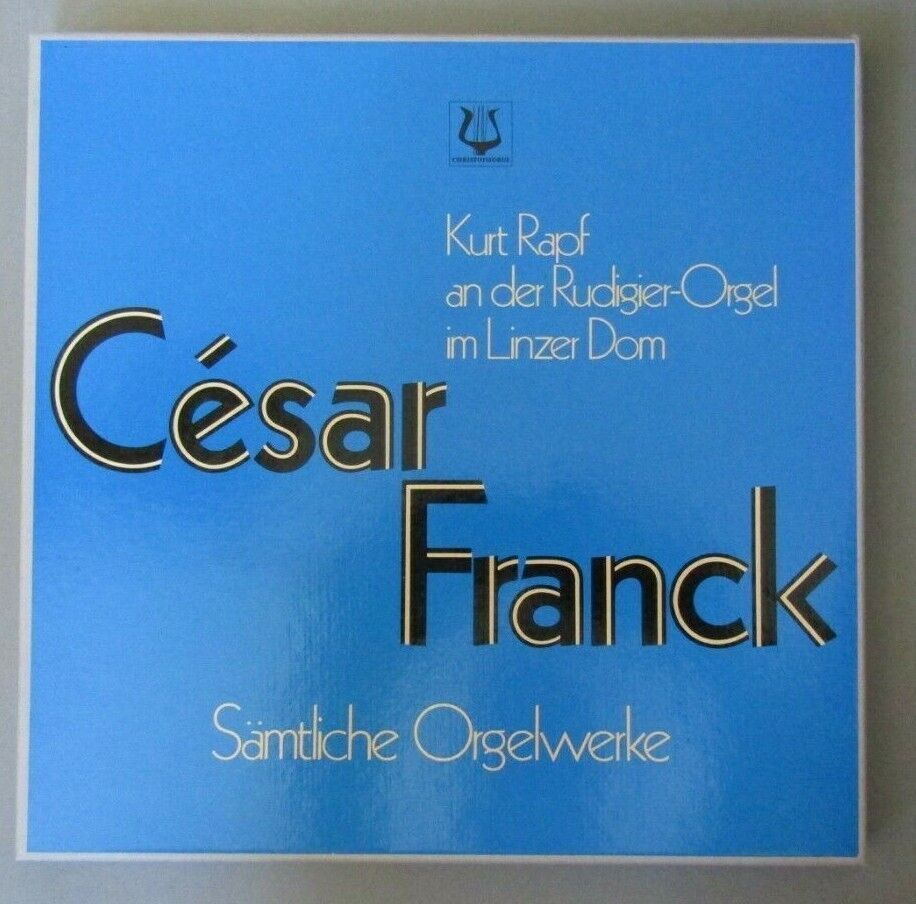 CHRISTOPHORUS
Kurt Rapf
an der Rudigier-Orgel
im Linzer Dom
César
Franck
Sämtliche Orgelwerke